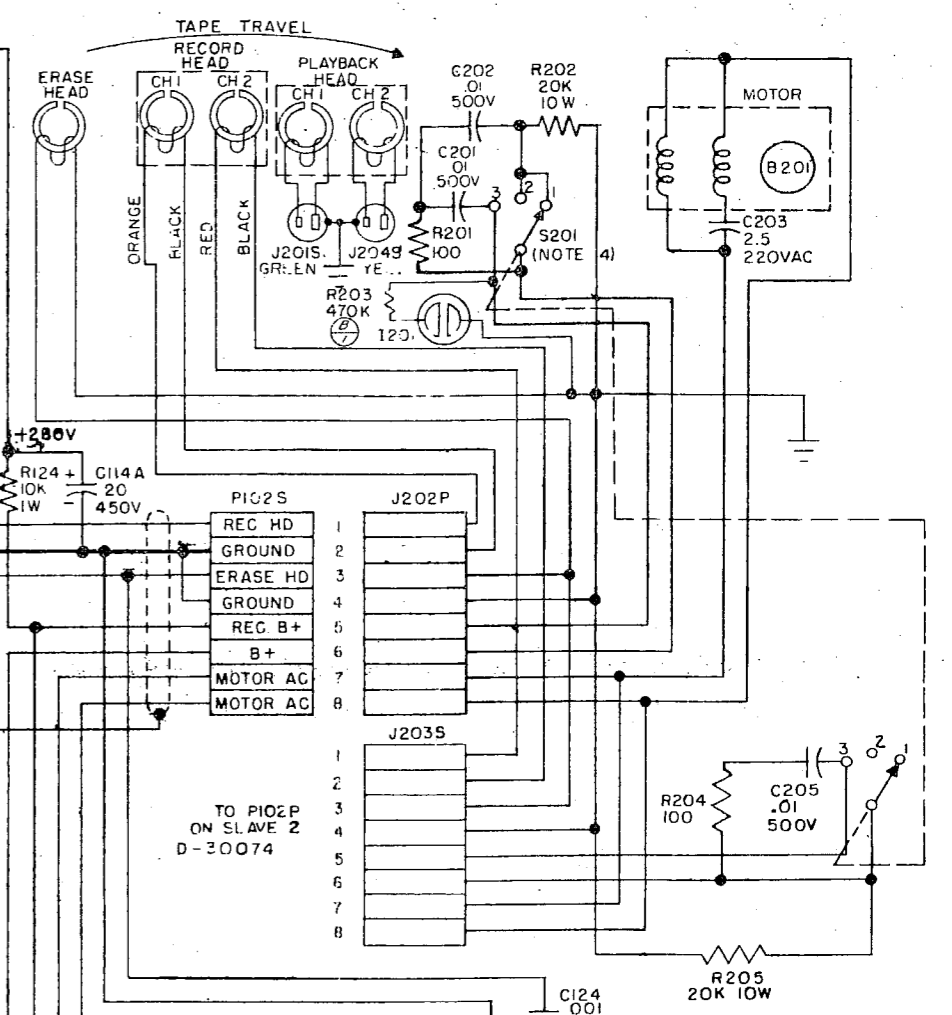 TAPE TRAVEL
RECORD
HEAD
PLAYBACK
HEAD
ERASE
HEAD
CH 1
CH 2
CH 1
CH 2
C202
.01
500V
R202
20K
10W
MOTOR
B201
C201
.01
500V
3
2
1
ORANGE
BLACK
RED
BLACK
R201
100
S201
(NOTE 4)
C203
2.5
220VAC
J201S
GREEN
J204S
R203
470K
B
+280V
R124
10K
1W
+
-
C114A
20
450V
P102S
J202P
REC HD
1
GROUND
2
ERASE HD
3
GROUND
4
REC. B+
5
B+
6
MOTOR AC
7
MOTOR AC
8
J203S
1
2
3
4
5
6
7
8
TO P102P
ON SLAVE 2
D-30074
3
2
1
R204
100
C205
.01
500V
R205
20K 10W
C124
001